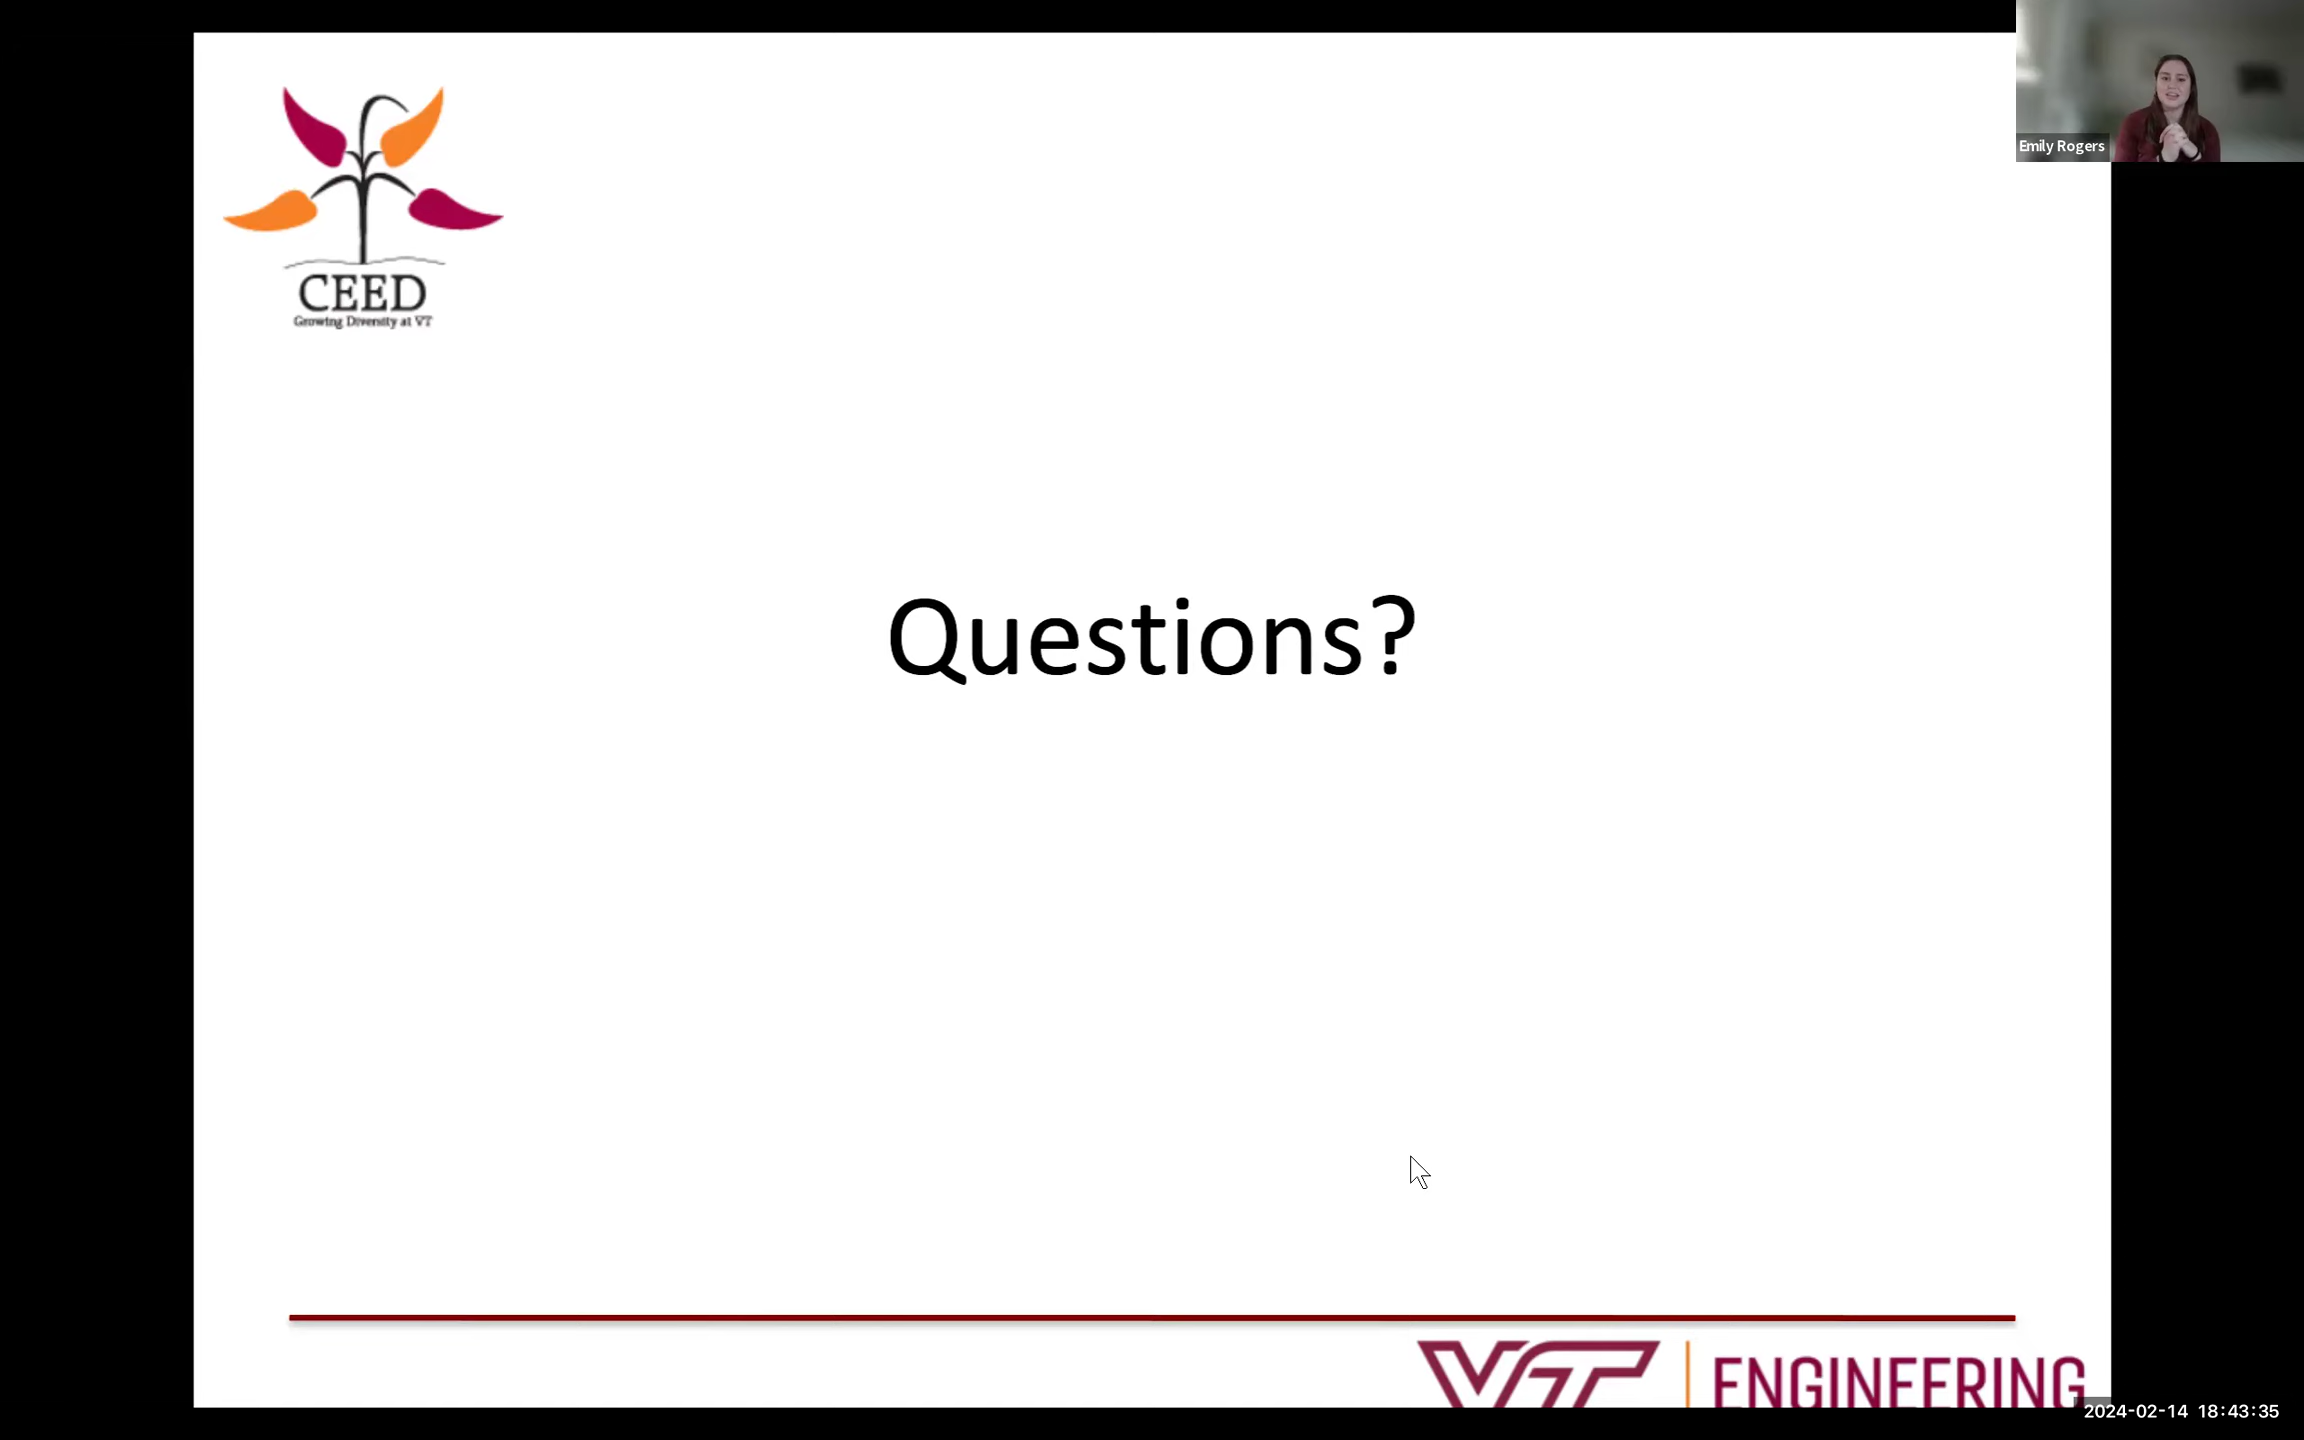 Emily Rogers
CEED
Growing Diversity at VT
Questions?
VT ENGINEERING
2024-02-14 18:43:35